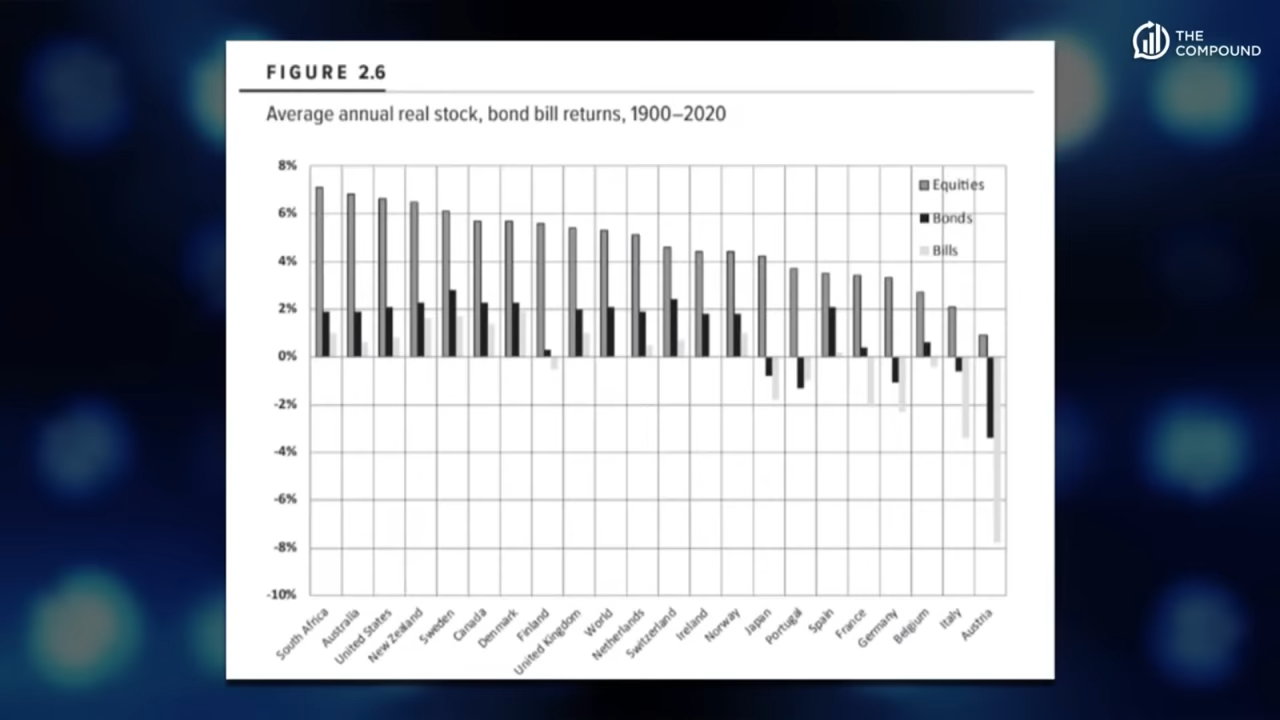 THE
COMPOUND
FIGURE 2.6
Average annual real stock, bond bill returns, 1900–2020
8%
6%
4%
2%
0%
-2%
-4%
-6%
-8%
-10%
Equities
Bonds
Bills
South Africa
Australia
United States
New Zealand
Sweden
Canada
Denmark
Finland
United Kingdom
World
Netherlands
Switzerland
Ireland
Norway
Japan
Portugal
Spain
France
Germany
Belgium
Italy
Austria